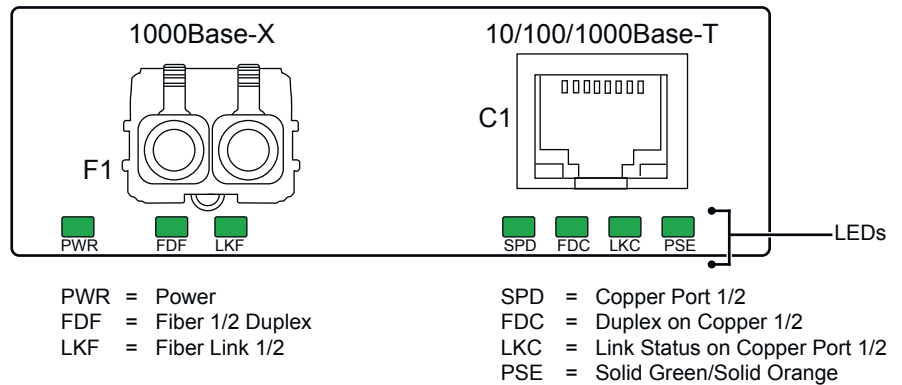 1000Base-X
10/100/1000Base-T
F1
C1
PWR
FDF
LKF
SPD
FDC
LKC
PSE
LEDs
PWR = Power
FDF = Fiber 1/2 Duplex
LKF = Fiber Link 1/2
SPD = Copper Port 1/2
FDC = Duplex on Copper 1/2
LKC = Link Status on Copper Port 1/2
PSE = Solid Green/Solid Orange